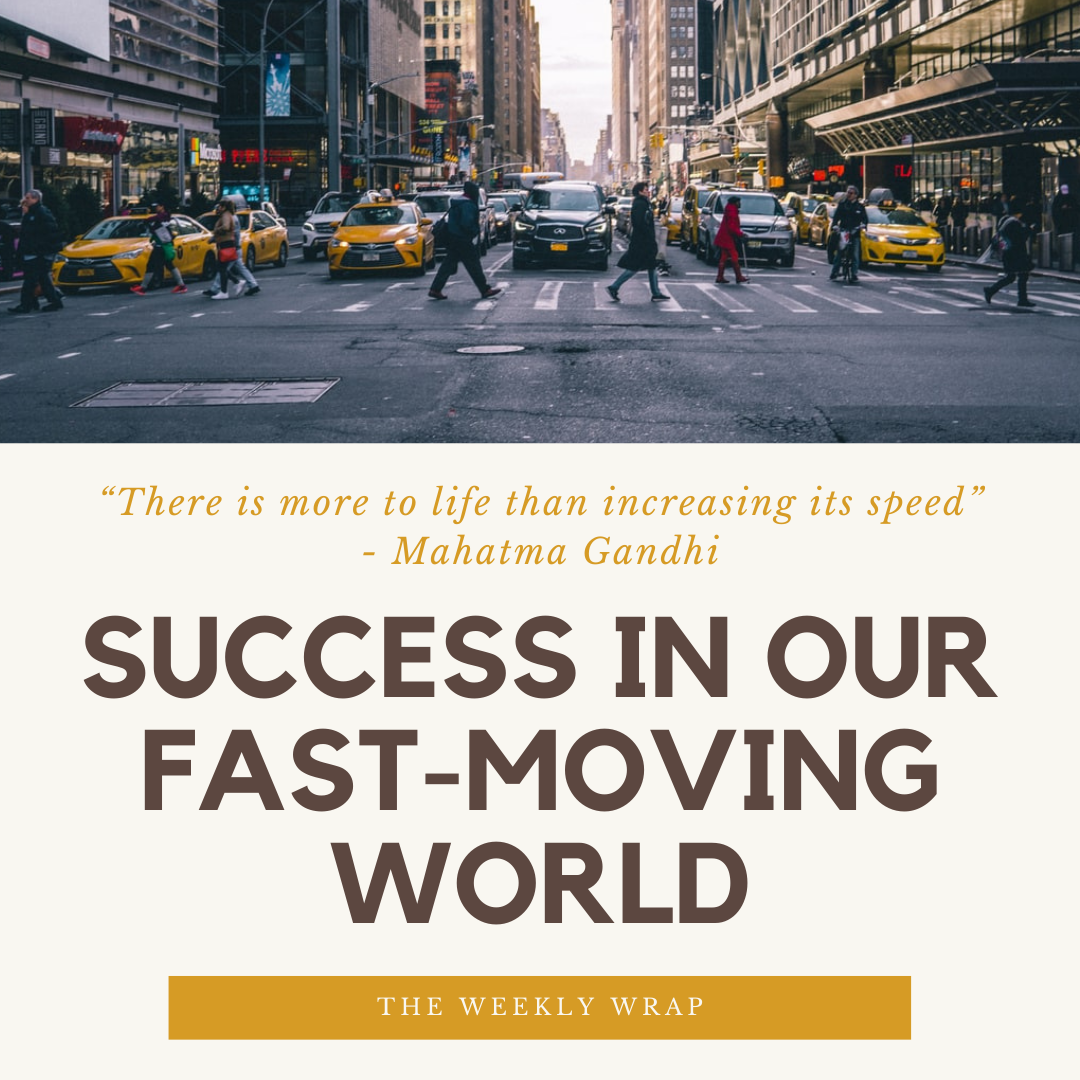 “There is more to life than increasing its speed”
- Mahatma Gandhi
SUCCESS IN OUR
FAST-MOVING
WORLD
THE WEEKLY WRAP